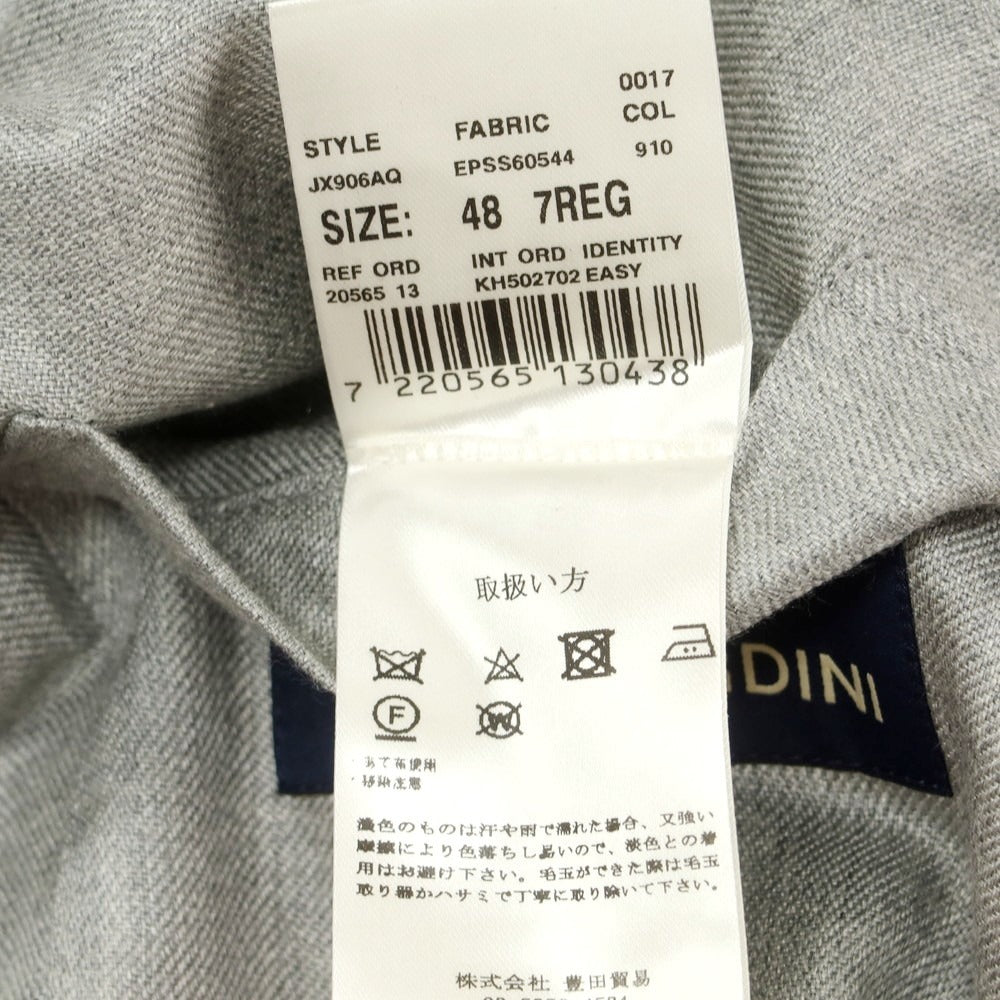 0017
STYLE FABRIC COL
JX906AQ EPSS60544 910
SIZE: 48 7REG
REF ORD INT ORD IDENTITY
20565 13 KH502702 EASY
7 220565 130438
取扱い方
F
W
DINI
・あて布使用
濃色のものは汗や雨で濡れた場合、又強い
摩擦により色落ちし易いので、淡色との着
用はお避け下さい。毛玉ができた際は毛玉
取り器かハサミで丁寧に取り除いて下さい。
株式会社 豊田貿易